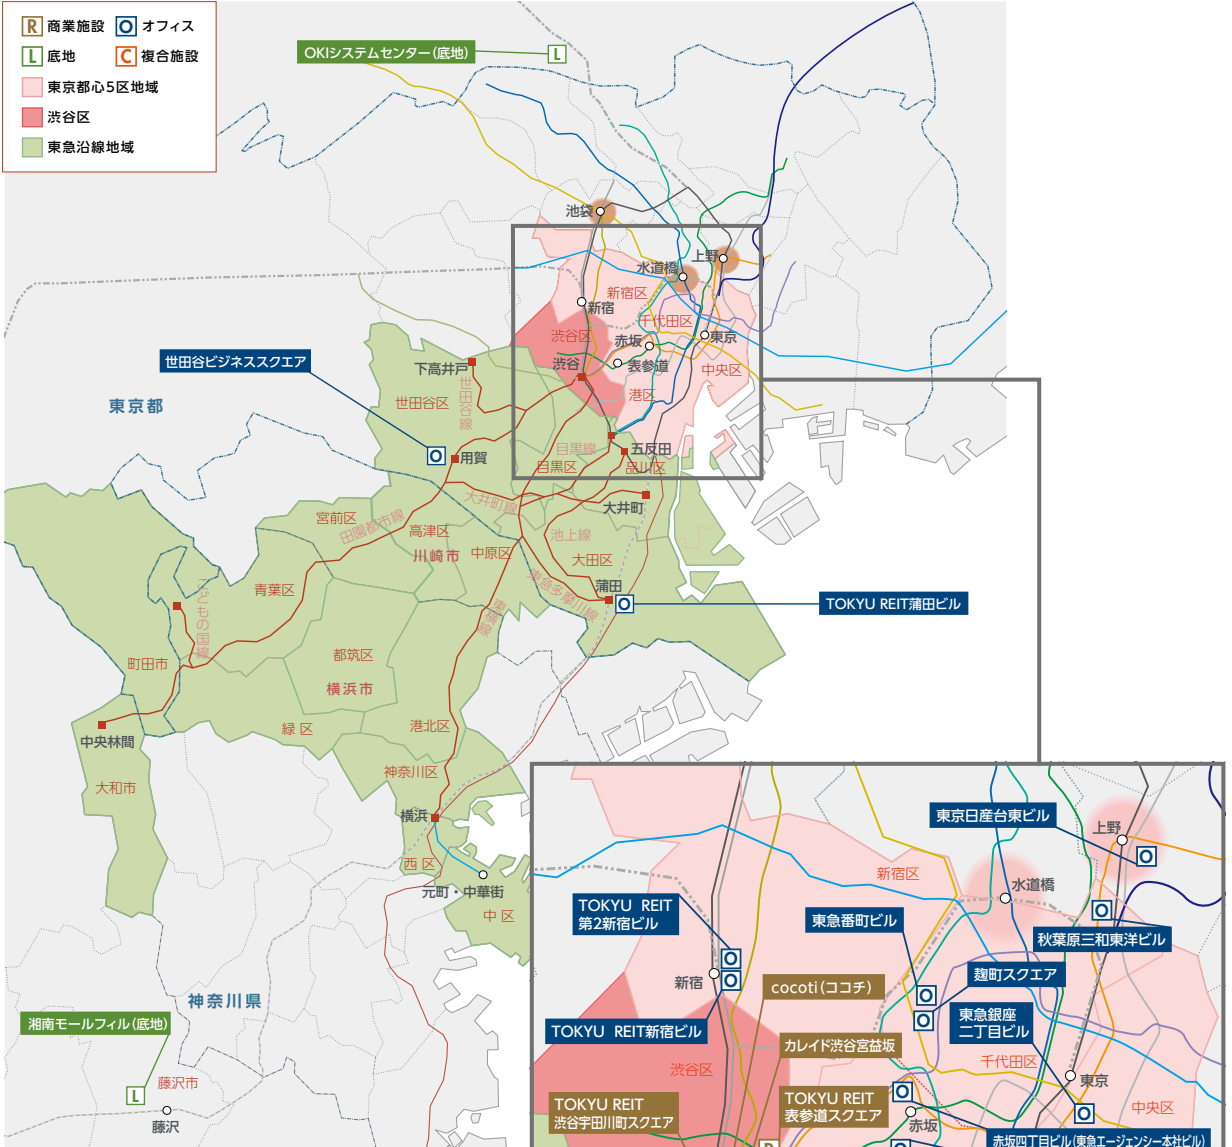 R 商業施設
O オフィス
L 底地
C 複合施設
東京都心5区地域
渋谷区
東急沿線地域
OKIシステムセンター(底地)
L
池袋
上野
水道橋
新宿区
新宿
千代田区
渋谷区
赤坂
東京
渋谷
表参道
中央区
港区
世田谷ビジネススクエア
下高井戸
世田谷線
世田谷区
東京都
O
用賀
目黒線
五反田
目黒区
品川区
大井町線
大井町
宮前区
田園都市線
高津区
川崎市
中原区
池上線
大田区
青葉区
こどもの国線
東急多摩川線
蒲田
O
TOKYU REIT蒲田ビル
東横線
町田市
都筑区
横浜市
緑区
港北区
中央林間
神奈川区
大和市
横浜
西区
元町・中華街
中区
神奈川県
湘南モールフィル(底地)
L
藤沢市
藤沢
東京日産台東ビル
上野
O
新宿区
水道橋
TOKYU REIT
第2新宿ビル
東急番町ビル
O
秋葉原三和東洋ビル
O
新宿
O
麹町スクエア
cocoti(ココチ)
O
O
TOKYU REIT新宿ビル
東急銀座
二丁目ビル
カレイド渋谷宮益坂
渋谷区
千代田区
東京
TOKYU REIT
渋谷宇田川町スクエア
TOKYU REIT
表参道スクエア
O
赤坂
O
中央区
赤坂四丁目ビル(東急エージェンシー本社ビル)
R
O